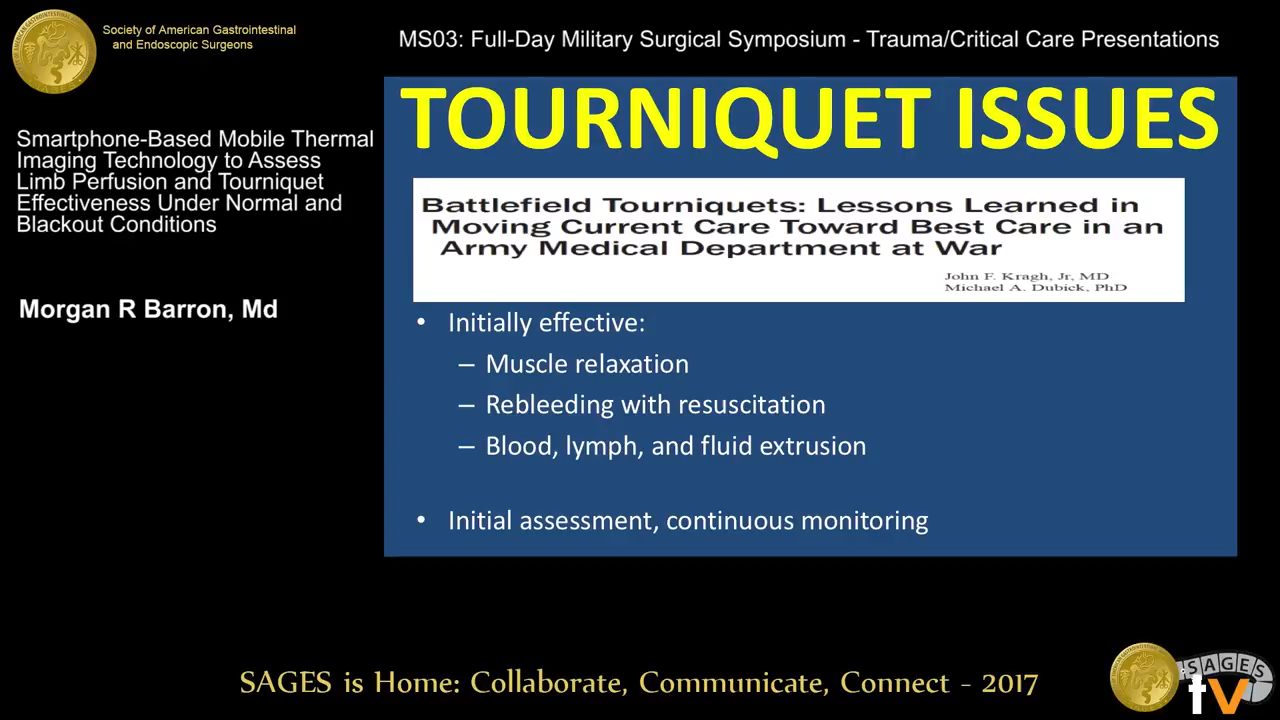 Society of American Gastrointestinal
and Endoscopic Surgeons
MS03: Full-Day Military Surgical Symposium - Trauma/Critical Care Presentations
Smartphone-Based Mobile Thermal
Imaging Technology to Assess
Limb Perfusion and Tourniquet
Effectiveness Under Normal and
Blackout Conditions
Morgan R Barron, Md
TOURNIQUET ISSUES
Battlefield Tourniquets: Lessons Learned in
Moving Current Care Toward Best Care in an
Army Medical Department at War
John F. Kragh, Jr, MD
Michael A. Dubick, PhD
• Initially effective:
– Muscle relaxation
– Rebleeding with resuscitation
– Blood, lymph, and fluid extrusion
• Initial assessment, continuous monitoring
SAGES is Home: Collaborate, Communicate, Connect - 2017
SAGES
tv